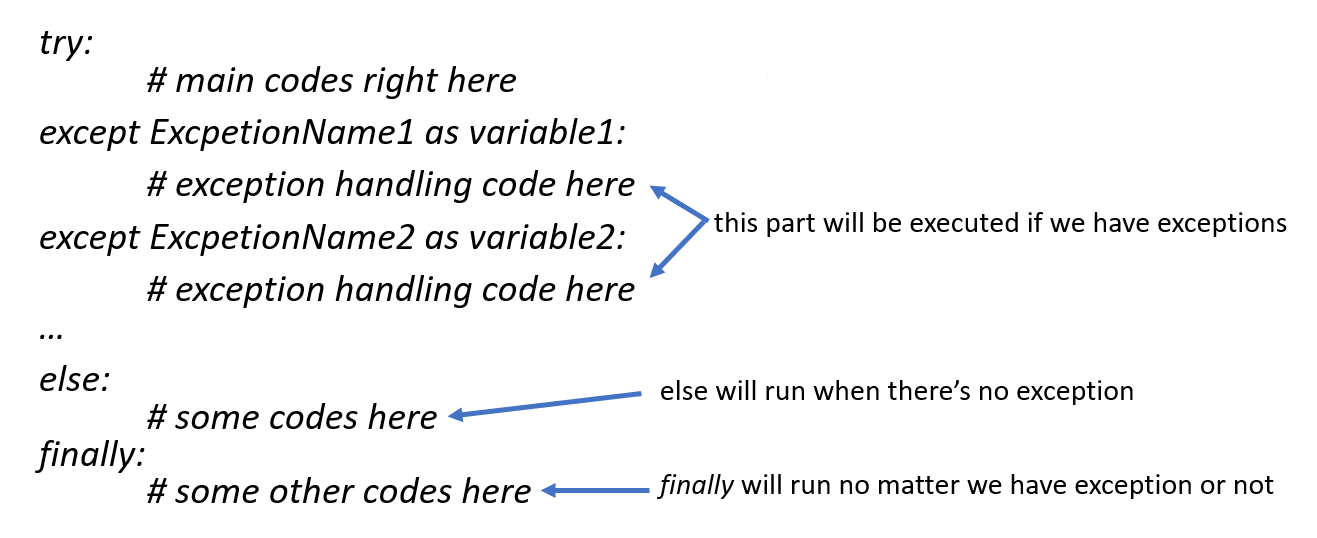 try:
# main codes right here
except ExcpetionName1 as variable1:
# exception handling code here
this part will be executed if we have exceptions
except ExcpetionName2 as variable2:
# exception handling code here
...
else:
else will run when there’s no exception
# some codes here
finally:
# some other codes here
finally will run no matter we have exception or not